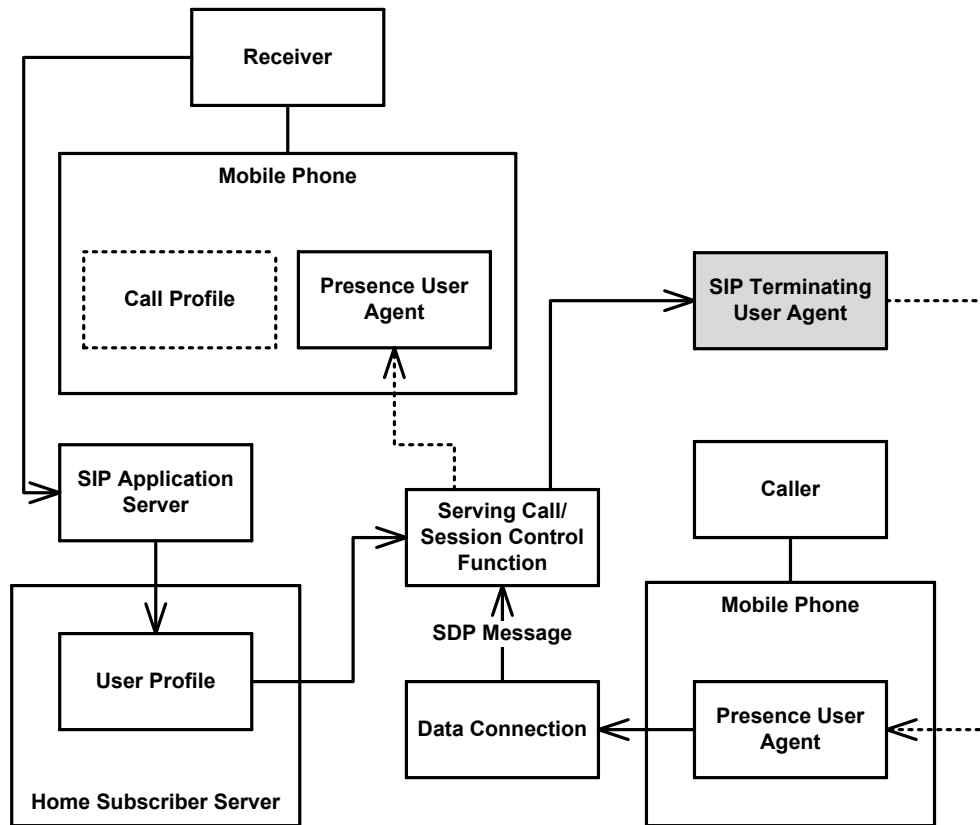 Receiver
Mobile Phone
Call Profile
Presence User
Agent
SIP Terminating
User Agent
SIP Application
Server
Serving Call/
Session Control
Function
Caller
Mobile Phone
SDP Message
User Profile
Data Connection
Presence User
Agent
Home Subscriber Server